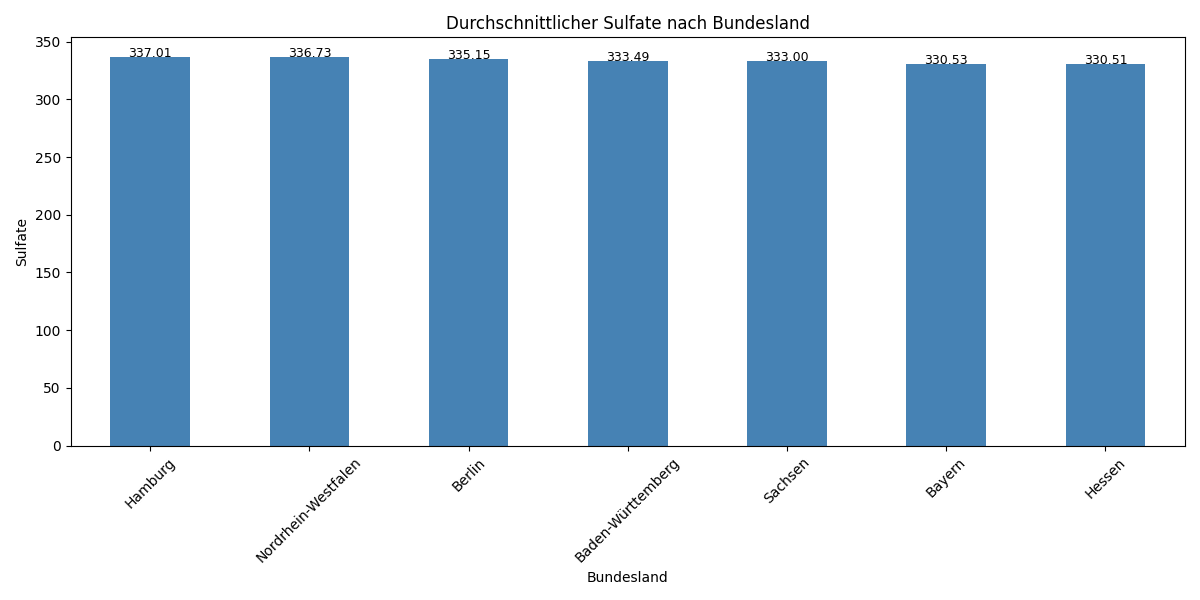 Durchschnittlicher Sulfate nach Bundesland
Sulfate
350
300
250
200
150
100
50
0
337.01
336.73
335.15
333.49
333.00
330.53
330.51
Hamburg
Nordrhein-Westfalen
Berlin
Baden-Württemberg
Sachsen
Bayern
Hessen
Bundesland